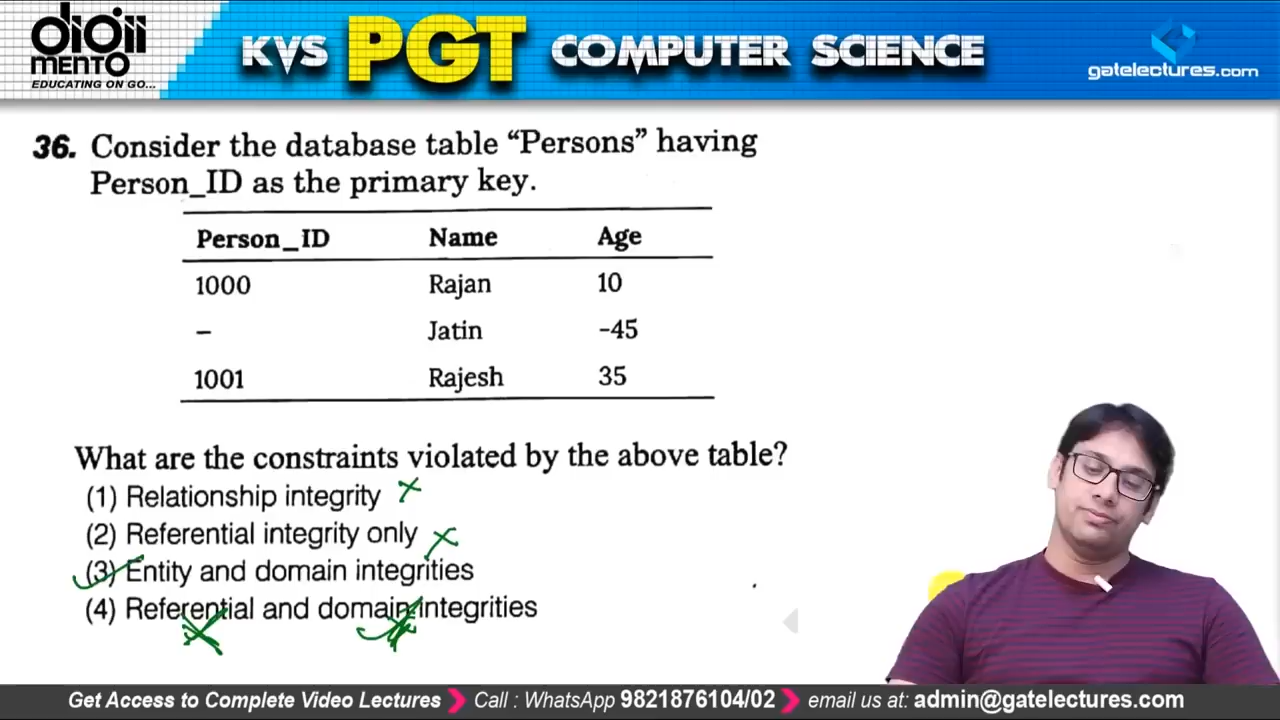 digii
MENTO
EDUCATING ON GO...
KVS PGT COMPUTER SCIENCE
gatelectures.com
36. Consider the database table “Persons” having
Person_ID as the primary key.
Person_ID Name Age
1000 Rajan 10
– Jatin -45
1001 Rajesh 35
What are the constraints violated by the above table?
(1) Relationship integrity
(2) Referential integrity only
(3) Entity and domain integrities
(4) Referential and domain integrities
Get Access to Complete Video Lectures Call : WhatsApp 9821876104/02 email us at: admin@gatelectures.com